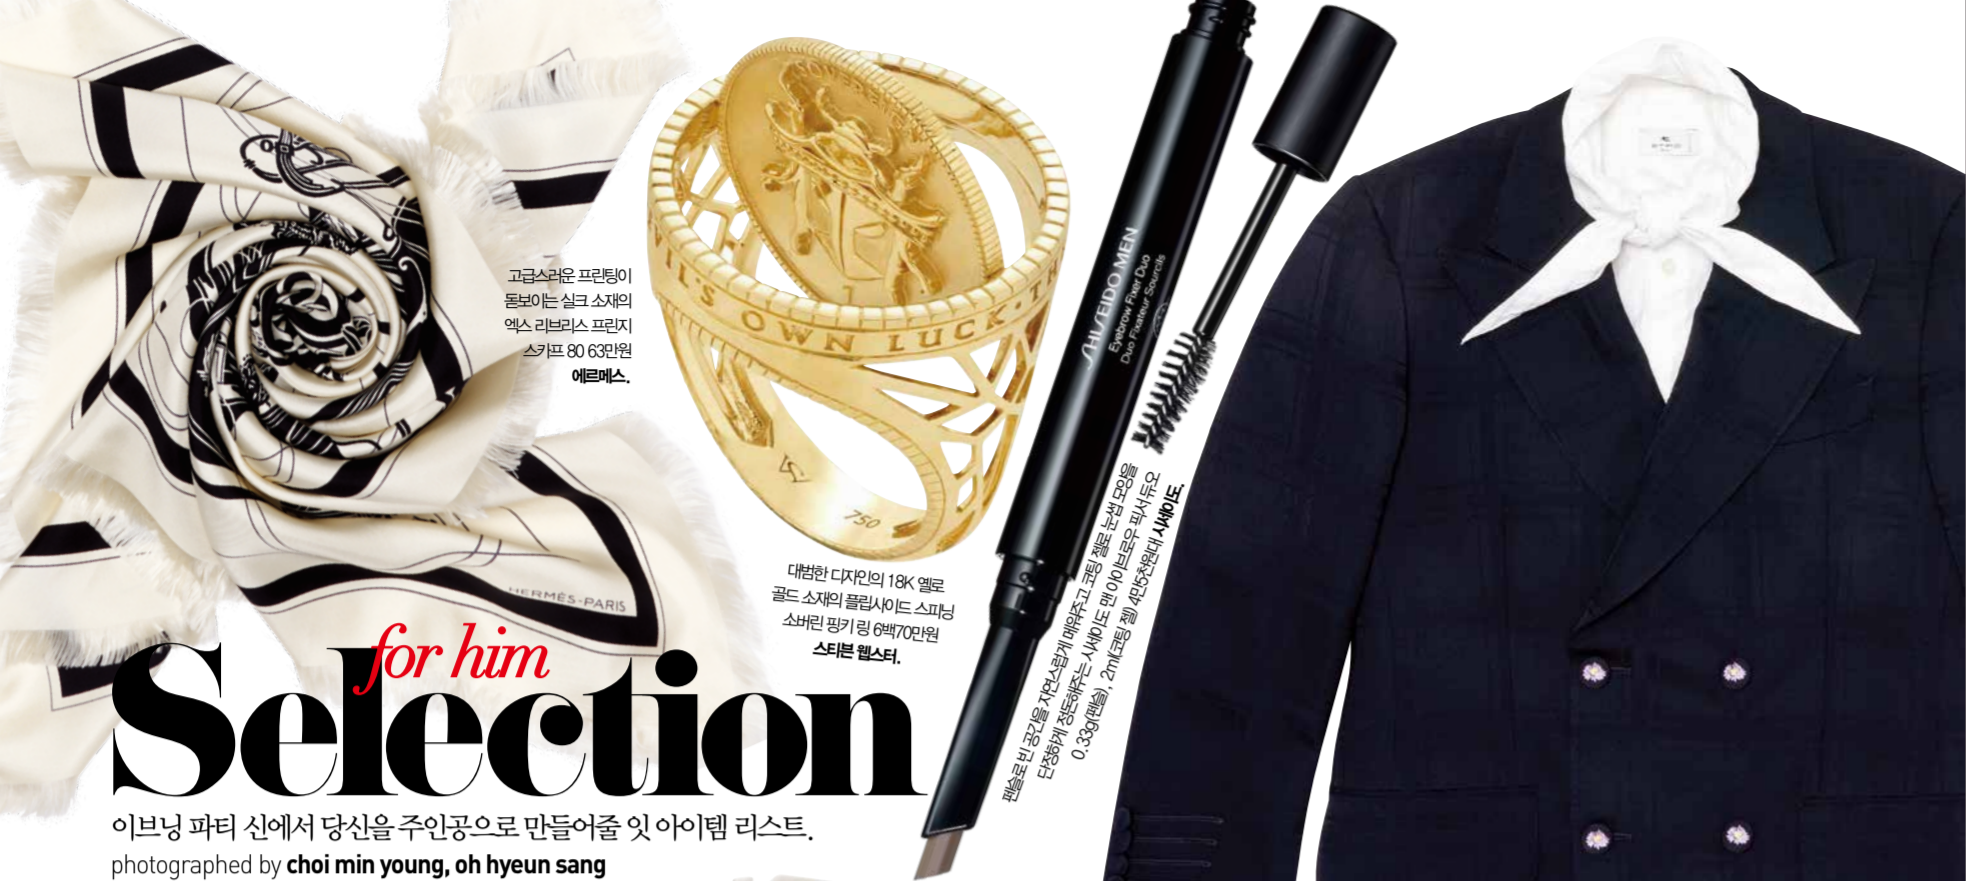 고급스러운 프린팅이
돋보이는 실크 소재의
엑스 리브리스 프린지
스카프 80 63만원
에르메스.
HERMÈS-PARIS
OWN LUCK
750
대범한 디자인의 18K 옐로
골드 소재의 플립사이드 스피닝
소버린 핑키 링 6백70만원
스티븐 웹스터.
SHISEIDO MEN
Eyebrow Fixer Duo
Duo Fixateur Sourcils
펜슬로 빈 공간을 자연스럽게 메워주고 코팅 젤로 눈썹 모양을
단정하게 정돈해주는 시세이도 맨 아이브로우 픽서 듀오
0.33g(펜슬), 2ml(코팅 젤) 4만5천원대 시세이도.
ETRO
for him
Selection
이브닝 파티 신에서 당신을 주인공으로 만들어줄 잇 아이템 리스트.
photographed by choi min young, oh hyeun sang